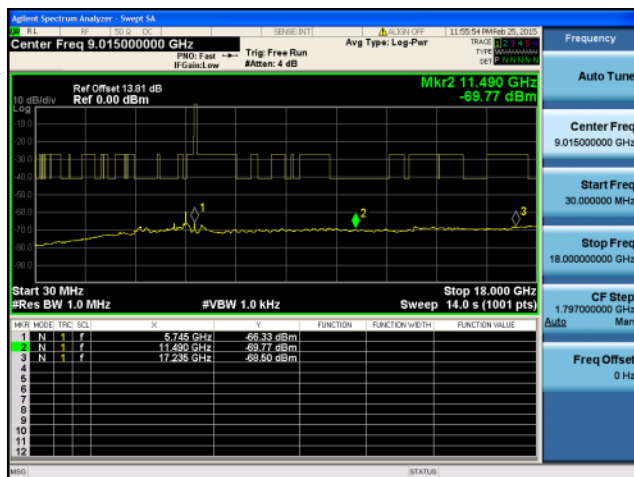 Agilent Spectrum Analyzer - Swept SA
RL RF 50 Ω DC SENSE:INT ALIGN OFF 11:55:54 PM Feb 25, 2015
Center Freq 9.015000000 GHz
PNO: Fast
IFGain:Low
Trig: Free Run
#Atten: 4 dB
Avg Type: Log-Pwr
TRACE 1 2 3 4 5 6
TYPE
DET P N N N N N
Ref Offset 13.81 dB
10 dB/div Ref 0.00 dBm
Log
Mkr2 11.490 GHz
-69.77 dBm
-10.0
-20.0
-30.0
-40.0
-50.0
-60.0
-70.0
-80.0
-90.0
1
2
3
Start 30 MHz
Stop 18.000 GHz
#Res BW 1.0 MHz #VBW 1.0 kHz Sweep 14.0 s (1001 pts)
MKR MODE TRC SCL X Y FUNCTION FUNCTION WIDTH FUNCTION VALUE
1 N 1 f 5.745 GHz -66.33 dBm
2 N 1 f 11.490 GHz -69.77 dBm
3 N 1 f 17.235 GHz -68.50 dBm
4
5
6
7
8
9
10
11
12
MSG STATUS
Frequency
Auto Tune
Center Freq
9.015000000 GHz
Start Freq
30.000000 MHz
Stop Freq
18.000000000 GHz
CF Step
1.797000000 GHz
Auto Man
Freq Offset
0 Hz